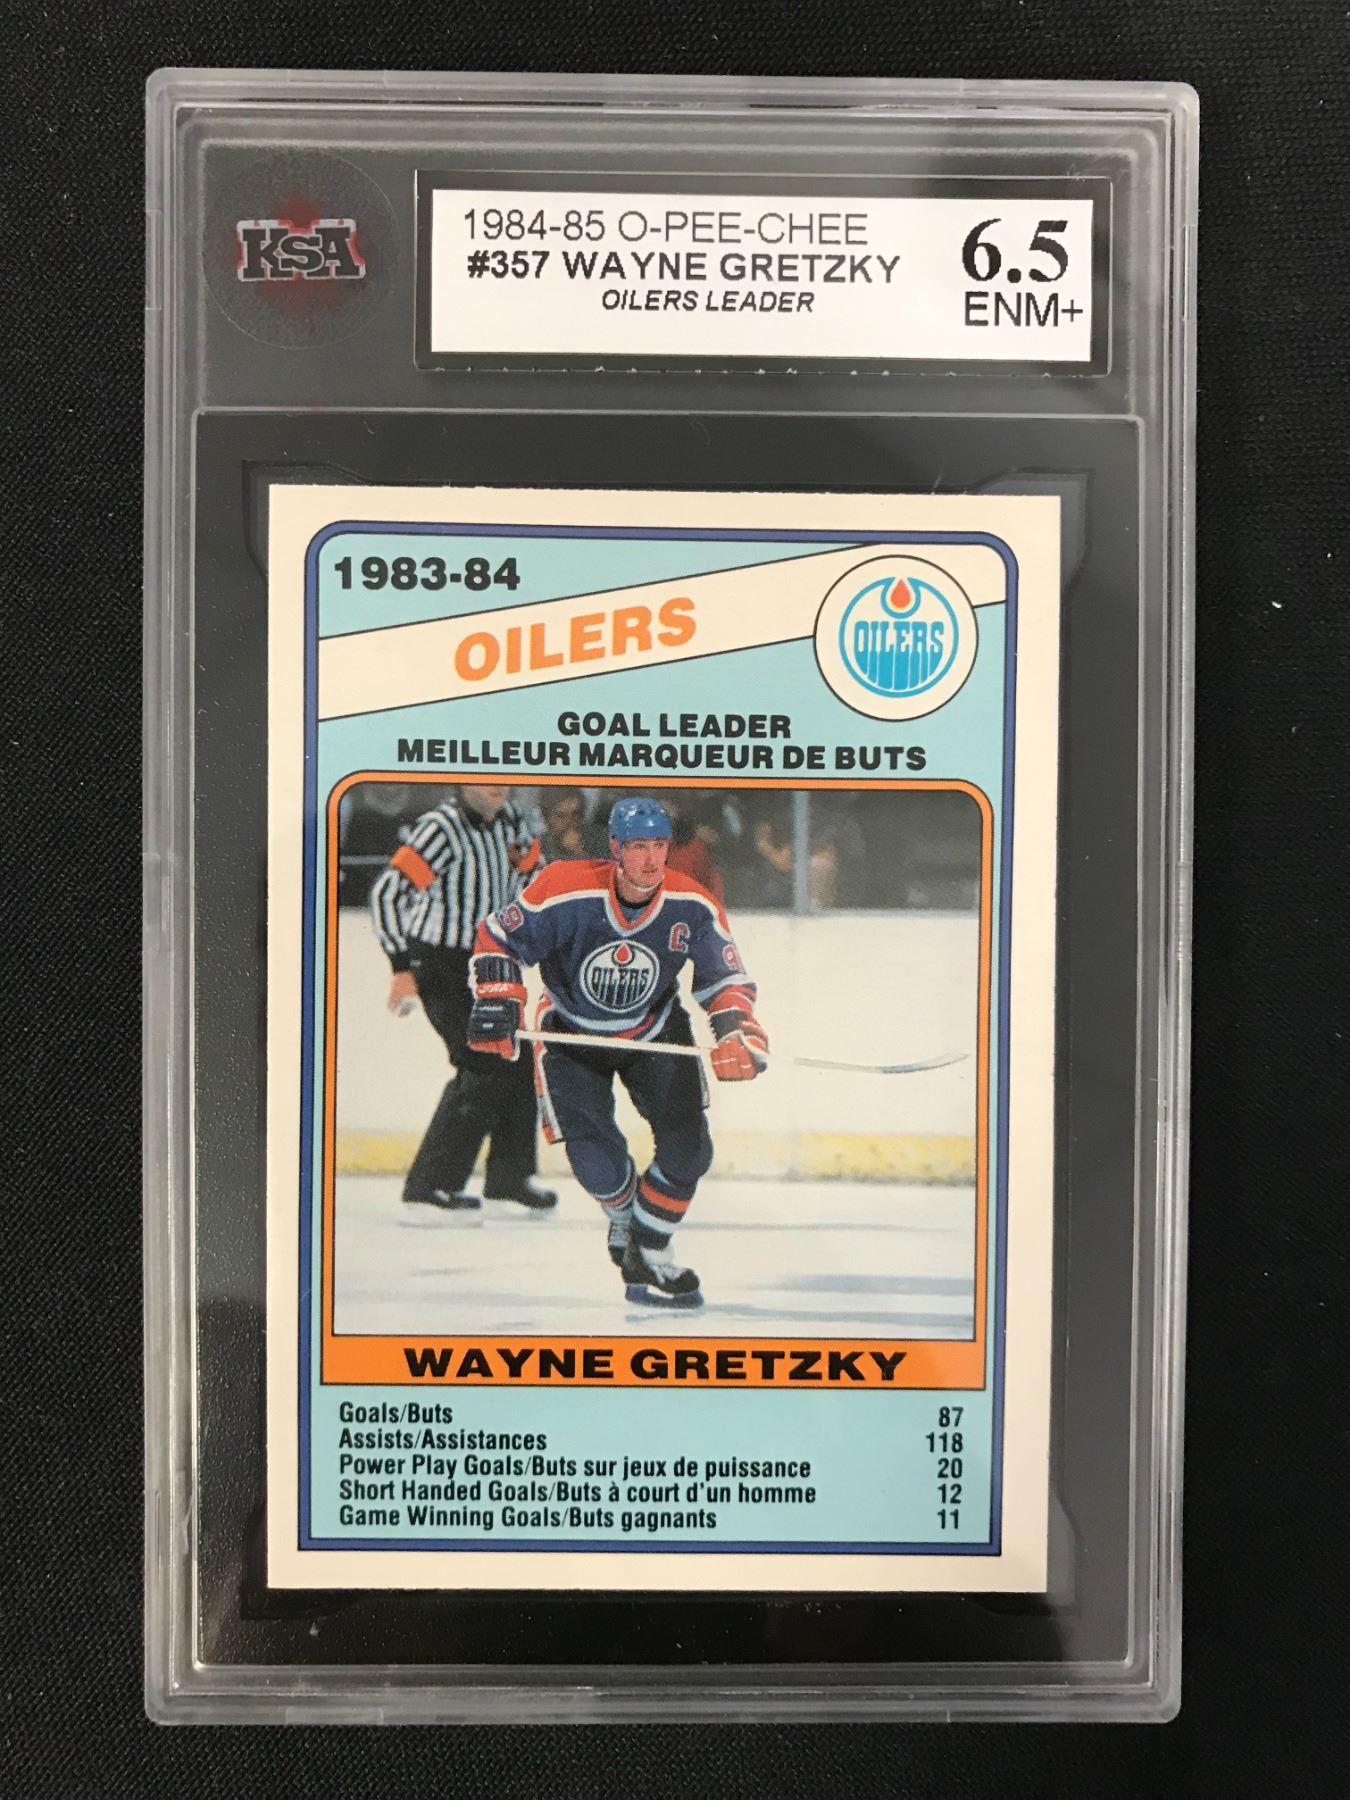 KSA
1984-85 O-PEE-CHEE
#357 WAYNE GRETZKY
OILERS LEADER
6.5
ENM+
1983-84
OILERS
OILERS
GOAL LEADER
MEILLEUR MARQUEUR DE BUTS
C
OILERS
WAYNE GRETZKY
Goals/Buts 87
Assists/Assistances 118
Power Play Goals/Buts sur jeux de puissance 20
Short Handed Goals/Buts à court d'un homme 12
Game Winning Goals/Buts gagnants 11